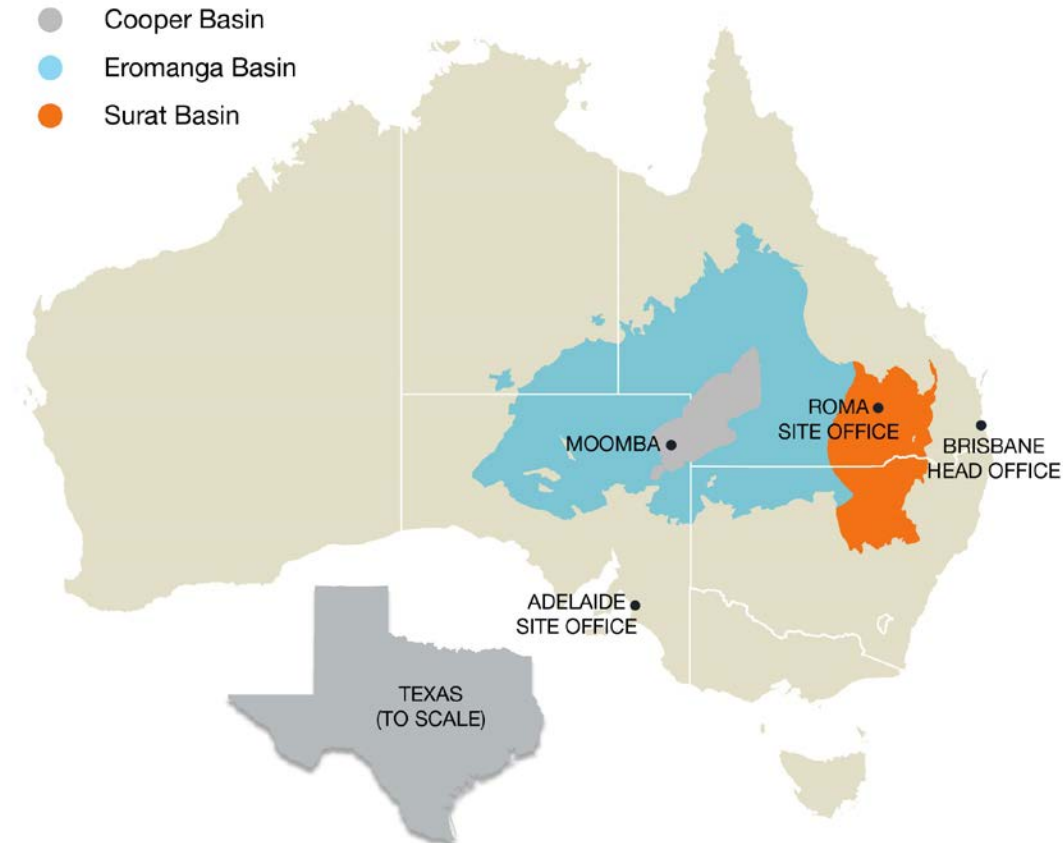 Cooper Basin
Eromanga Basin
Surat Basin
ROMA
SITE OFFICE
MOOMBA
BRISBANE
HEAD OFFICE
ADELAIDE
SITE OFFICE
TEXAS
(TO SCALE)